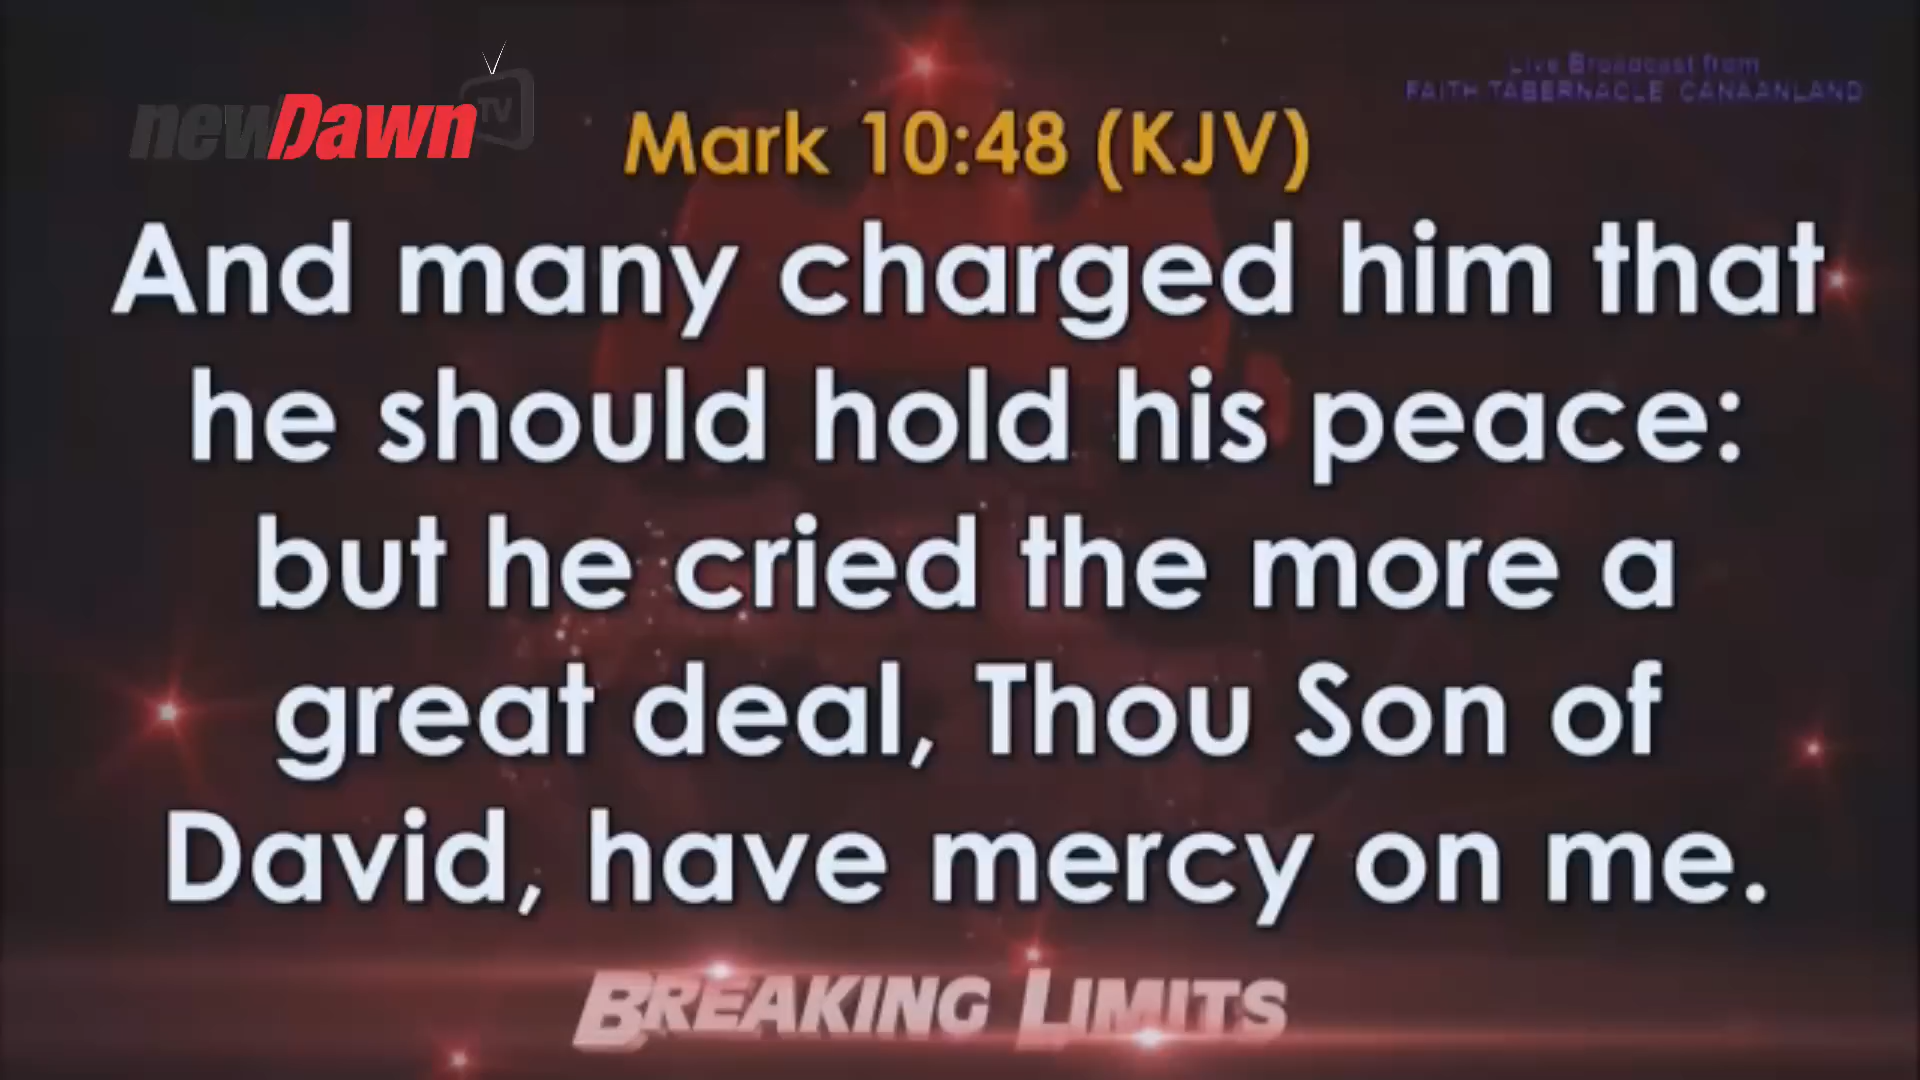 newDawn TV
Live Broadcast from
FAITH TABERNACLE CANAANLAND
Mark 10:48 (KJV)
And many charged him that
he should hold his peace:
but he cried the more a
great deal, Thou Son of
David, have mercy on me.
BREAKING LIMITS